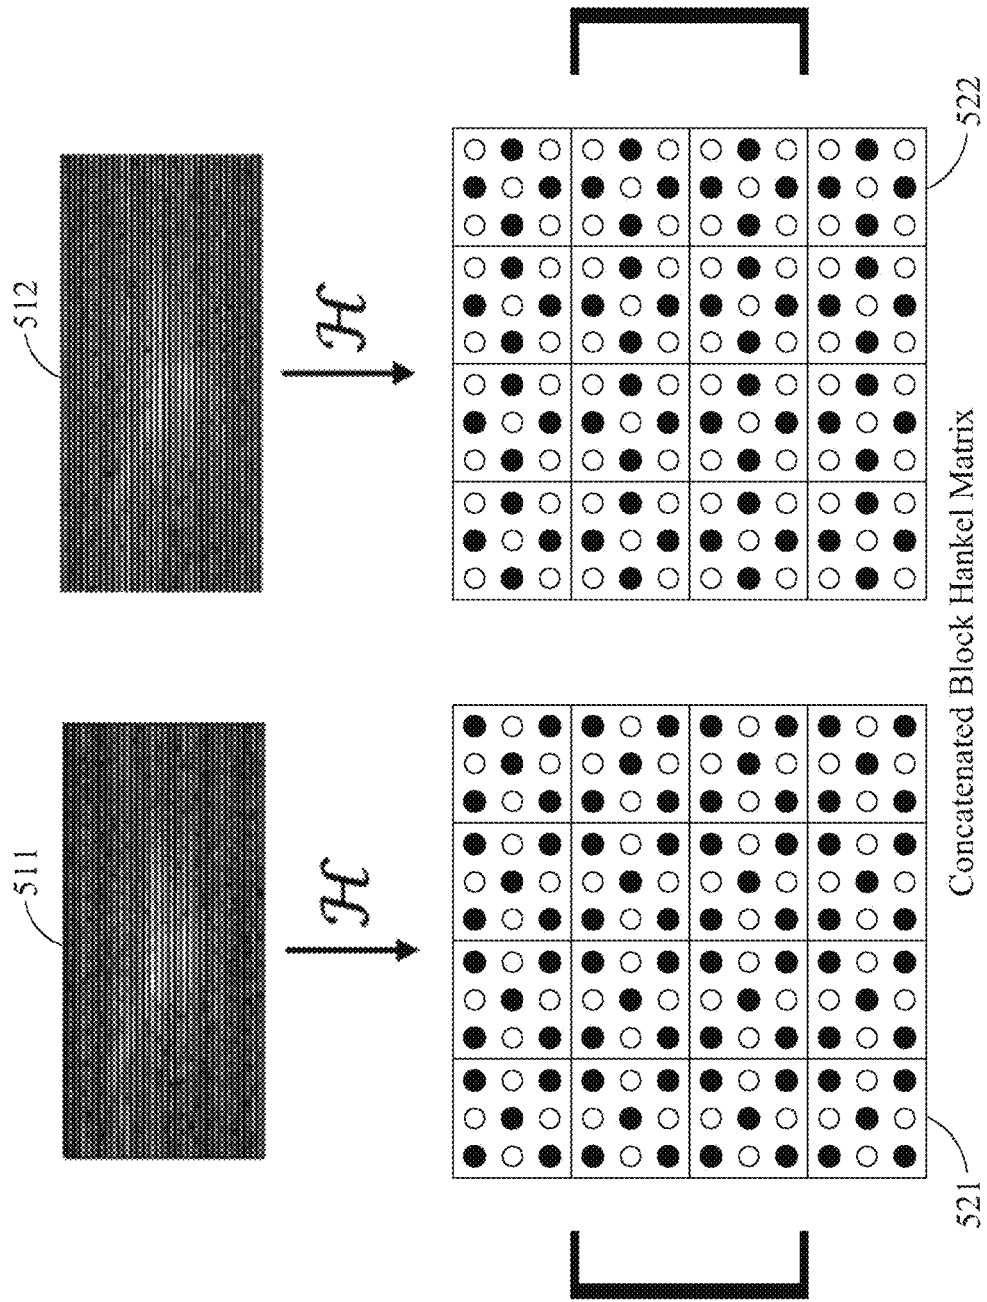 511
512
ℋ
ℋ
521
522
Concatenated Block Hankel Matrix